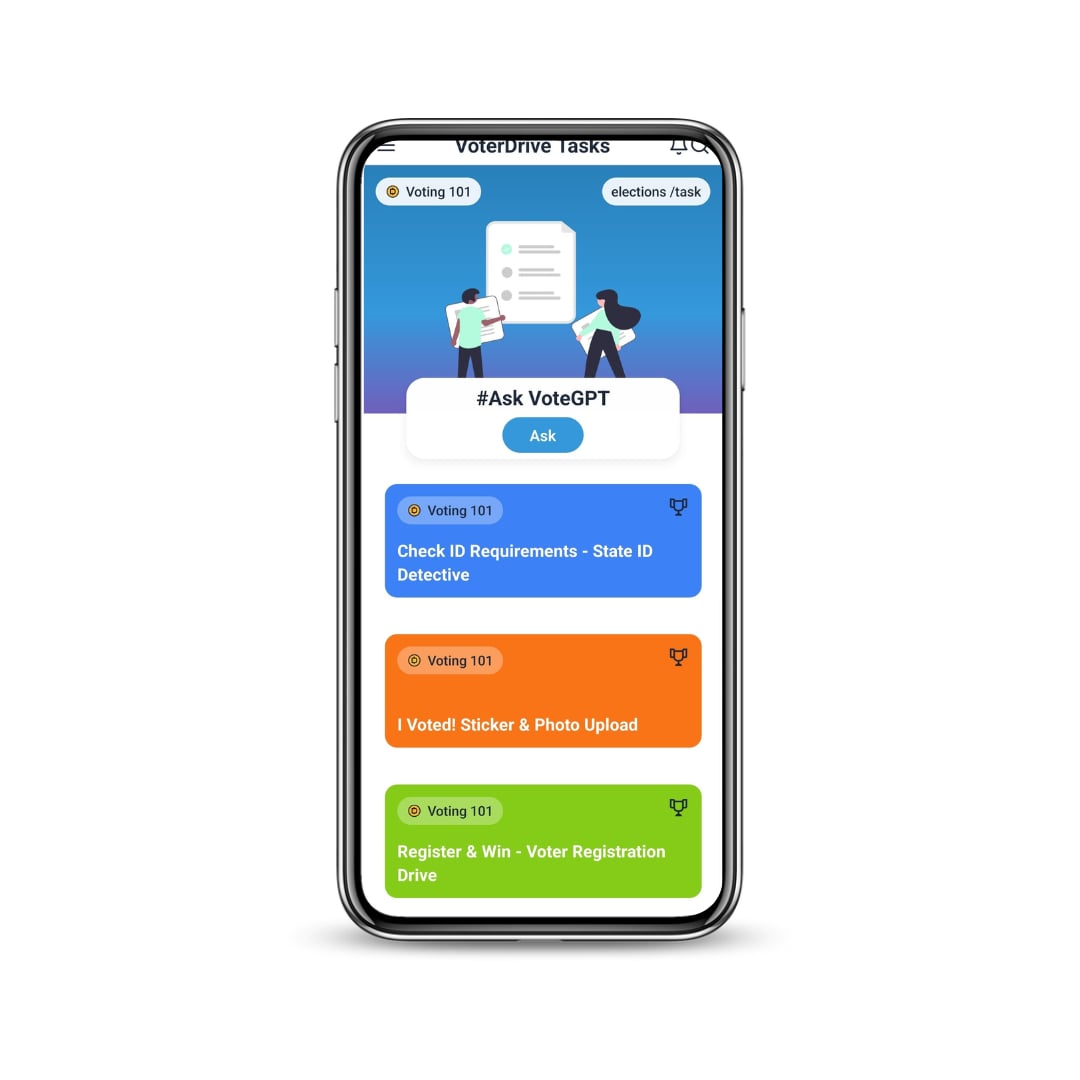 VoterDrive Tasks
Voting 101
elections /task
#Ask VoteGPT
Ask
Voting 101
Check ID Requirements - State ID
Detective
Voting 101
I Voted! Sticker & Photo Upload
Voting 101
Register & Win - Voter Registration
Drive